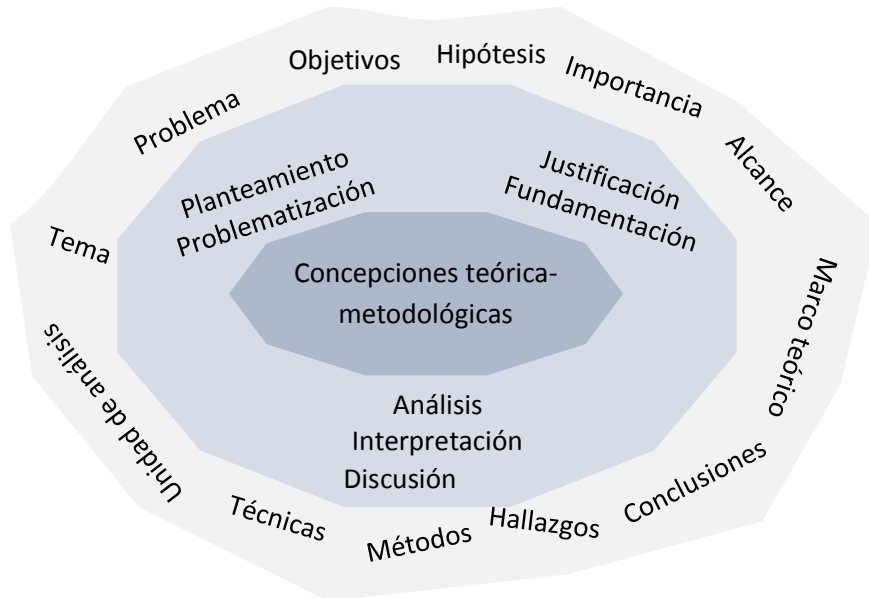 Objetivos
Hipótesis
Importancia
Problema
Alcance
Planteamiento
Problematización
Justificación
Fundamentación
Tema
Concepciones teórica-
metodológicas
Marco teórico
Unidad de análisis
Análisis
Interpretación
Discusión
Conclusiones
Técnicas
Métodos
Hallazgos